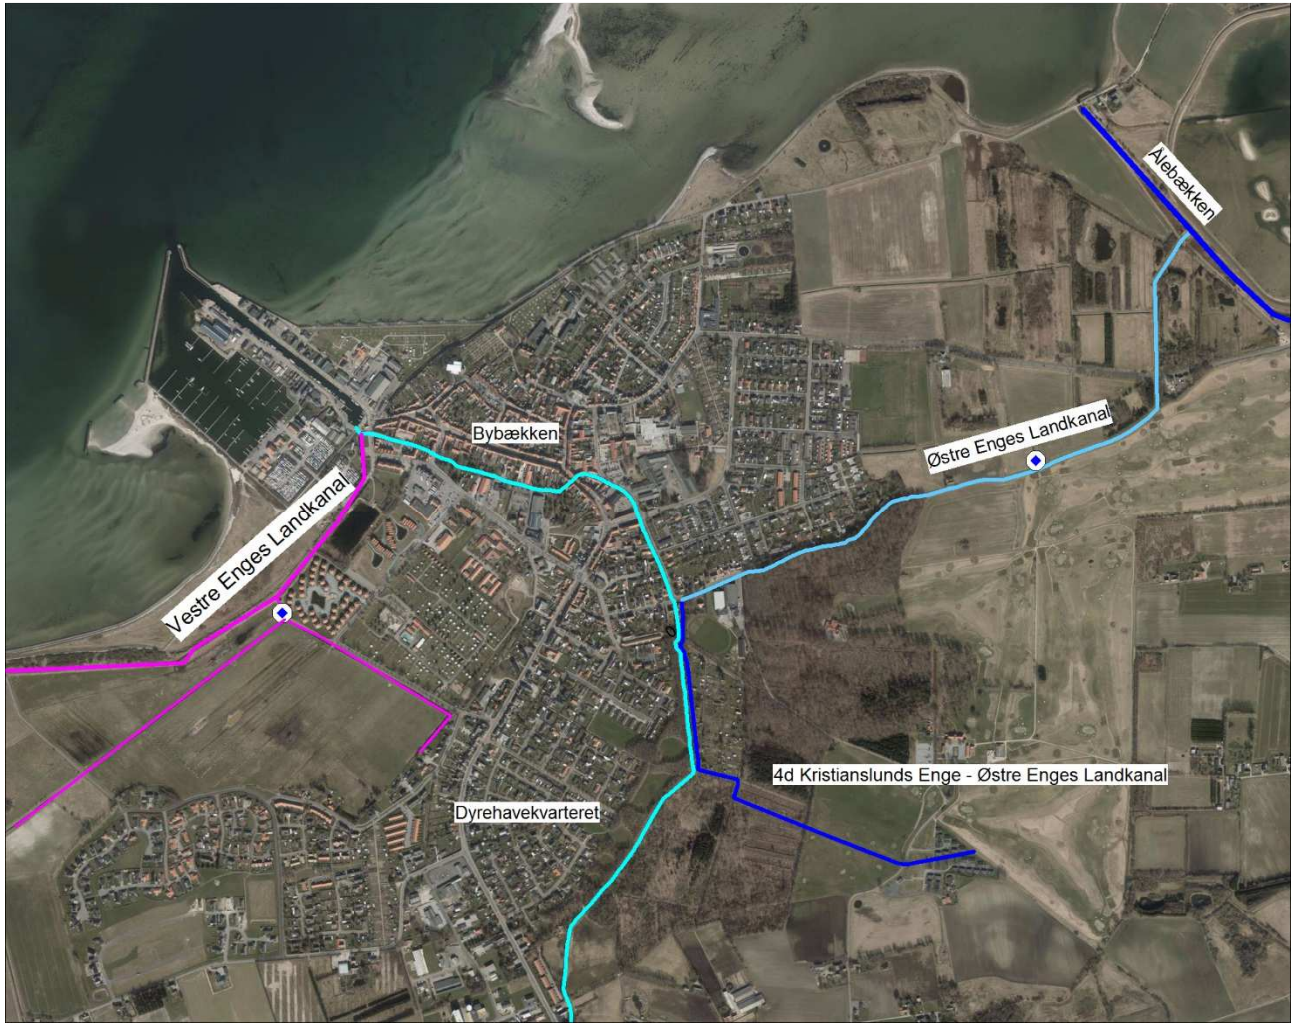 Ålebækken
Bybækken
Østre Enges Landkanal
Vestre Enges Landkanal
4d Kristianslunds Enge - Østre Enges Landkanal
Dyrehavekvarteret